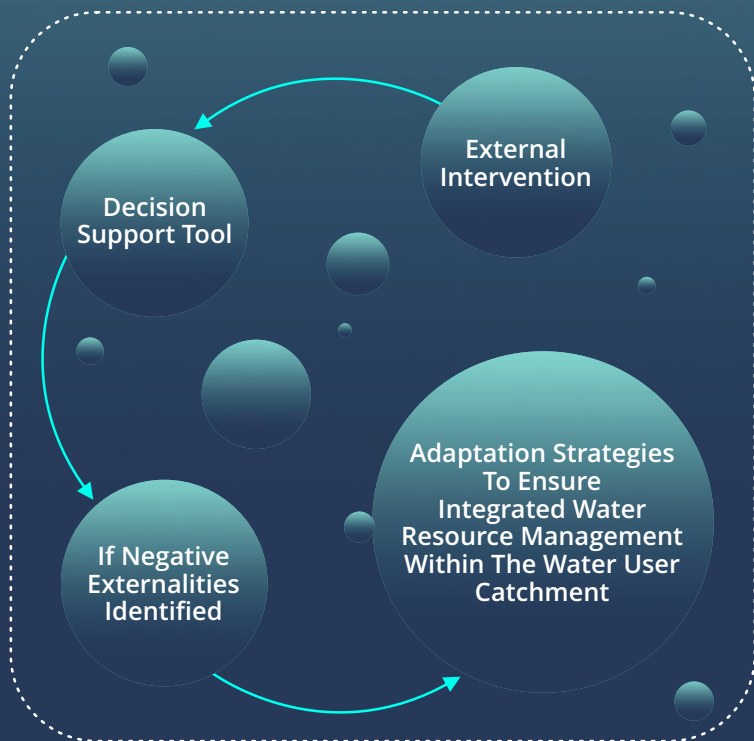 External
Intervention
Decision
Support Tool
If Negative
Externalities
Identified
Adaptation Strategies
To Ensure
Integrated Water
Resource Management
Within The Water User
Catchment